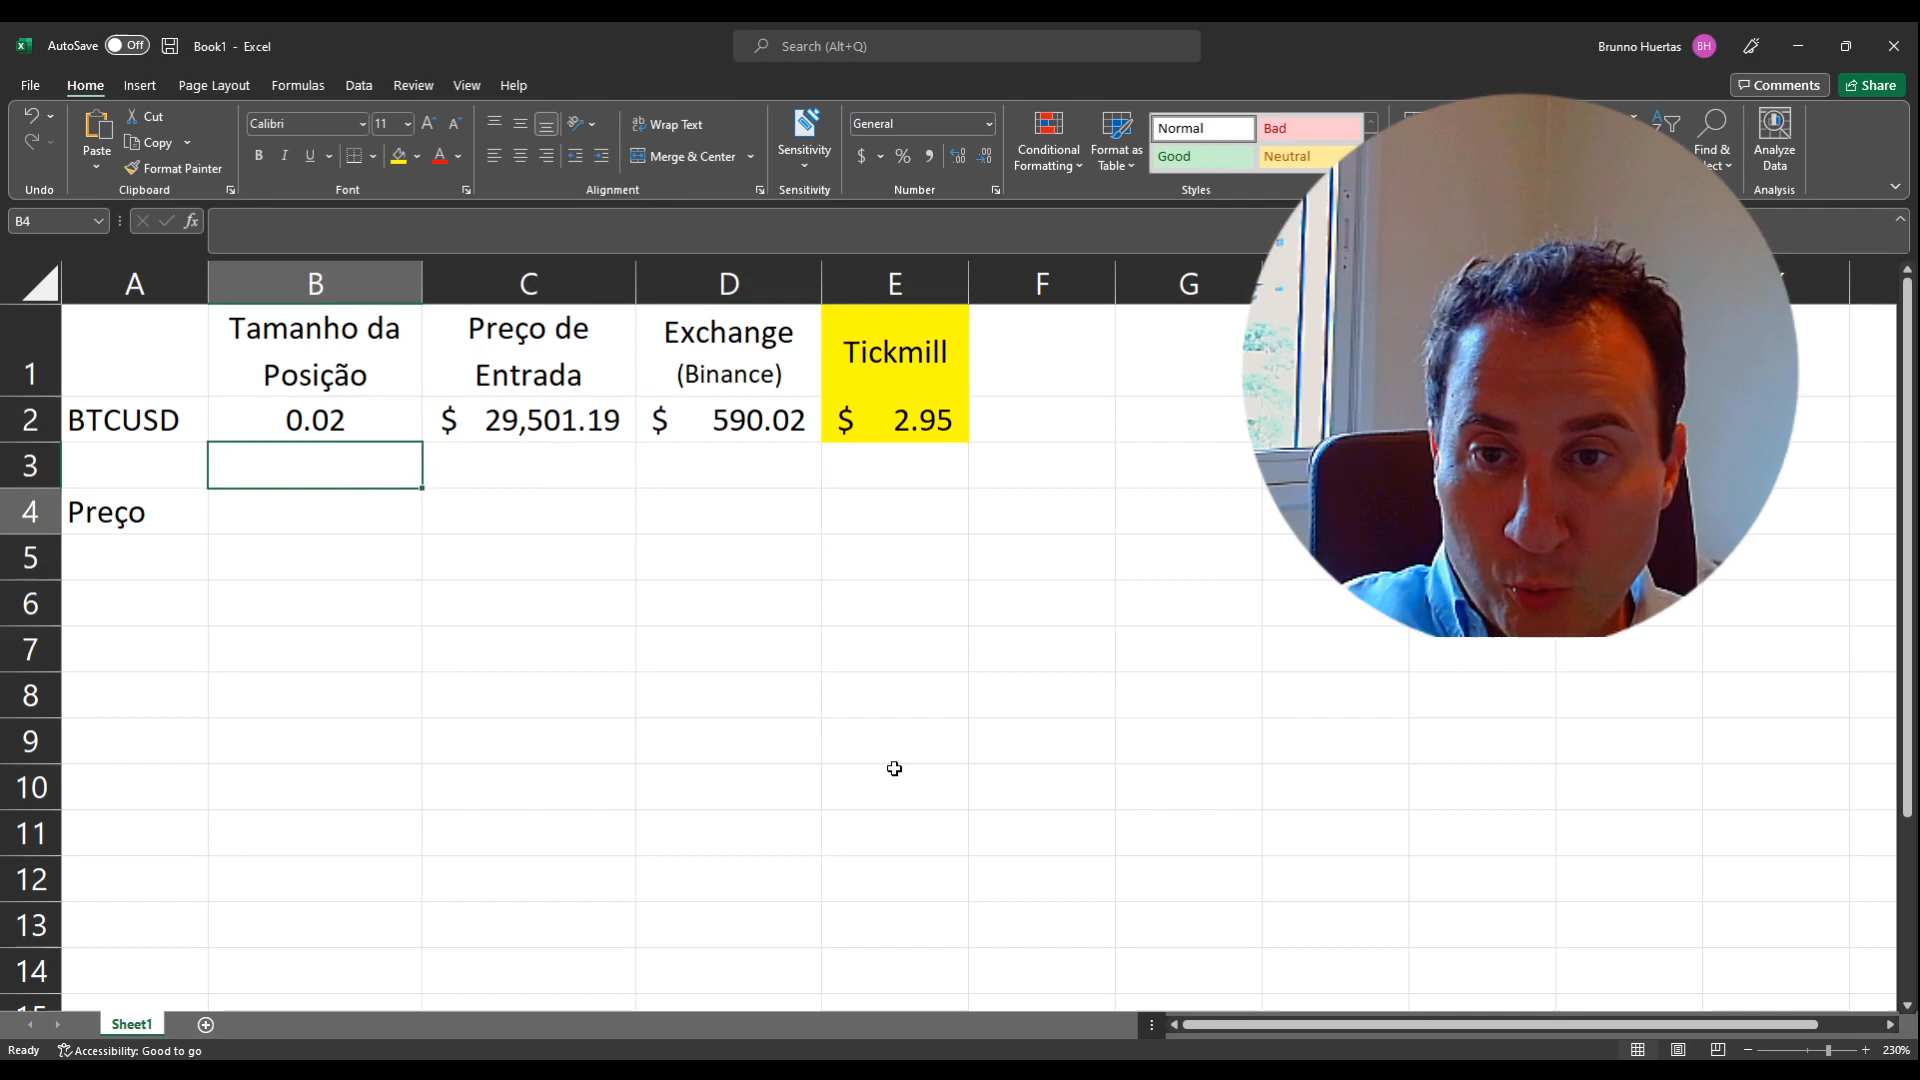 AutoSave Off Book1 - Excel Search (Alt+Q) Brunno Huertas BH
File Home Insert Page Layout Formulas Data Review View Help Comments Share
Paste Cut Copy Format Painter
Calibri 11
B I U A
Wrap Text
Merge & Center
Sensitivity
General
$ %
Conditional Formatting
Format as Table
Normal Bad
Good Neutral
Find &
Analyze Data
Undo Clipboard Font Alignment Sensitivity Number Styles Analysis
B4 fx
A B C D E F G
1 Tamanho da Posição Preço de Entrada Exchange (Binance) Tickmill
2 BTCUSD 0.02 $ 29,501.19 $ 590.02 $ 2.95
3
4 Preço
5
6
7
8
9
10
11
12
13
14
Sheet1
Ready Accessibility: Good to go 230%